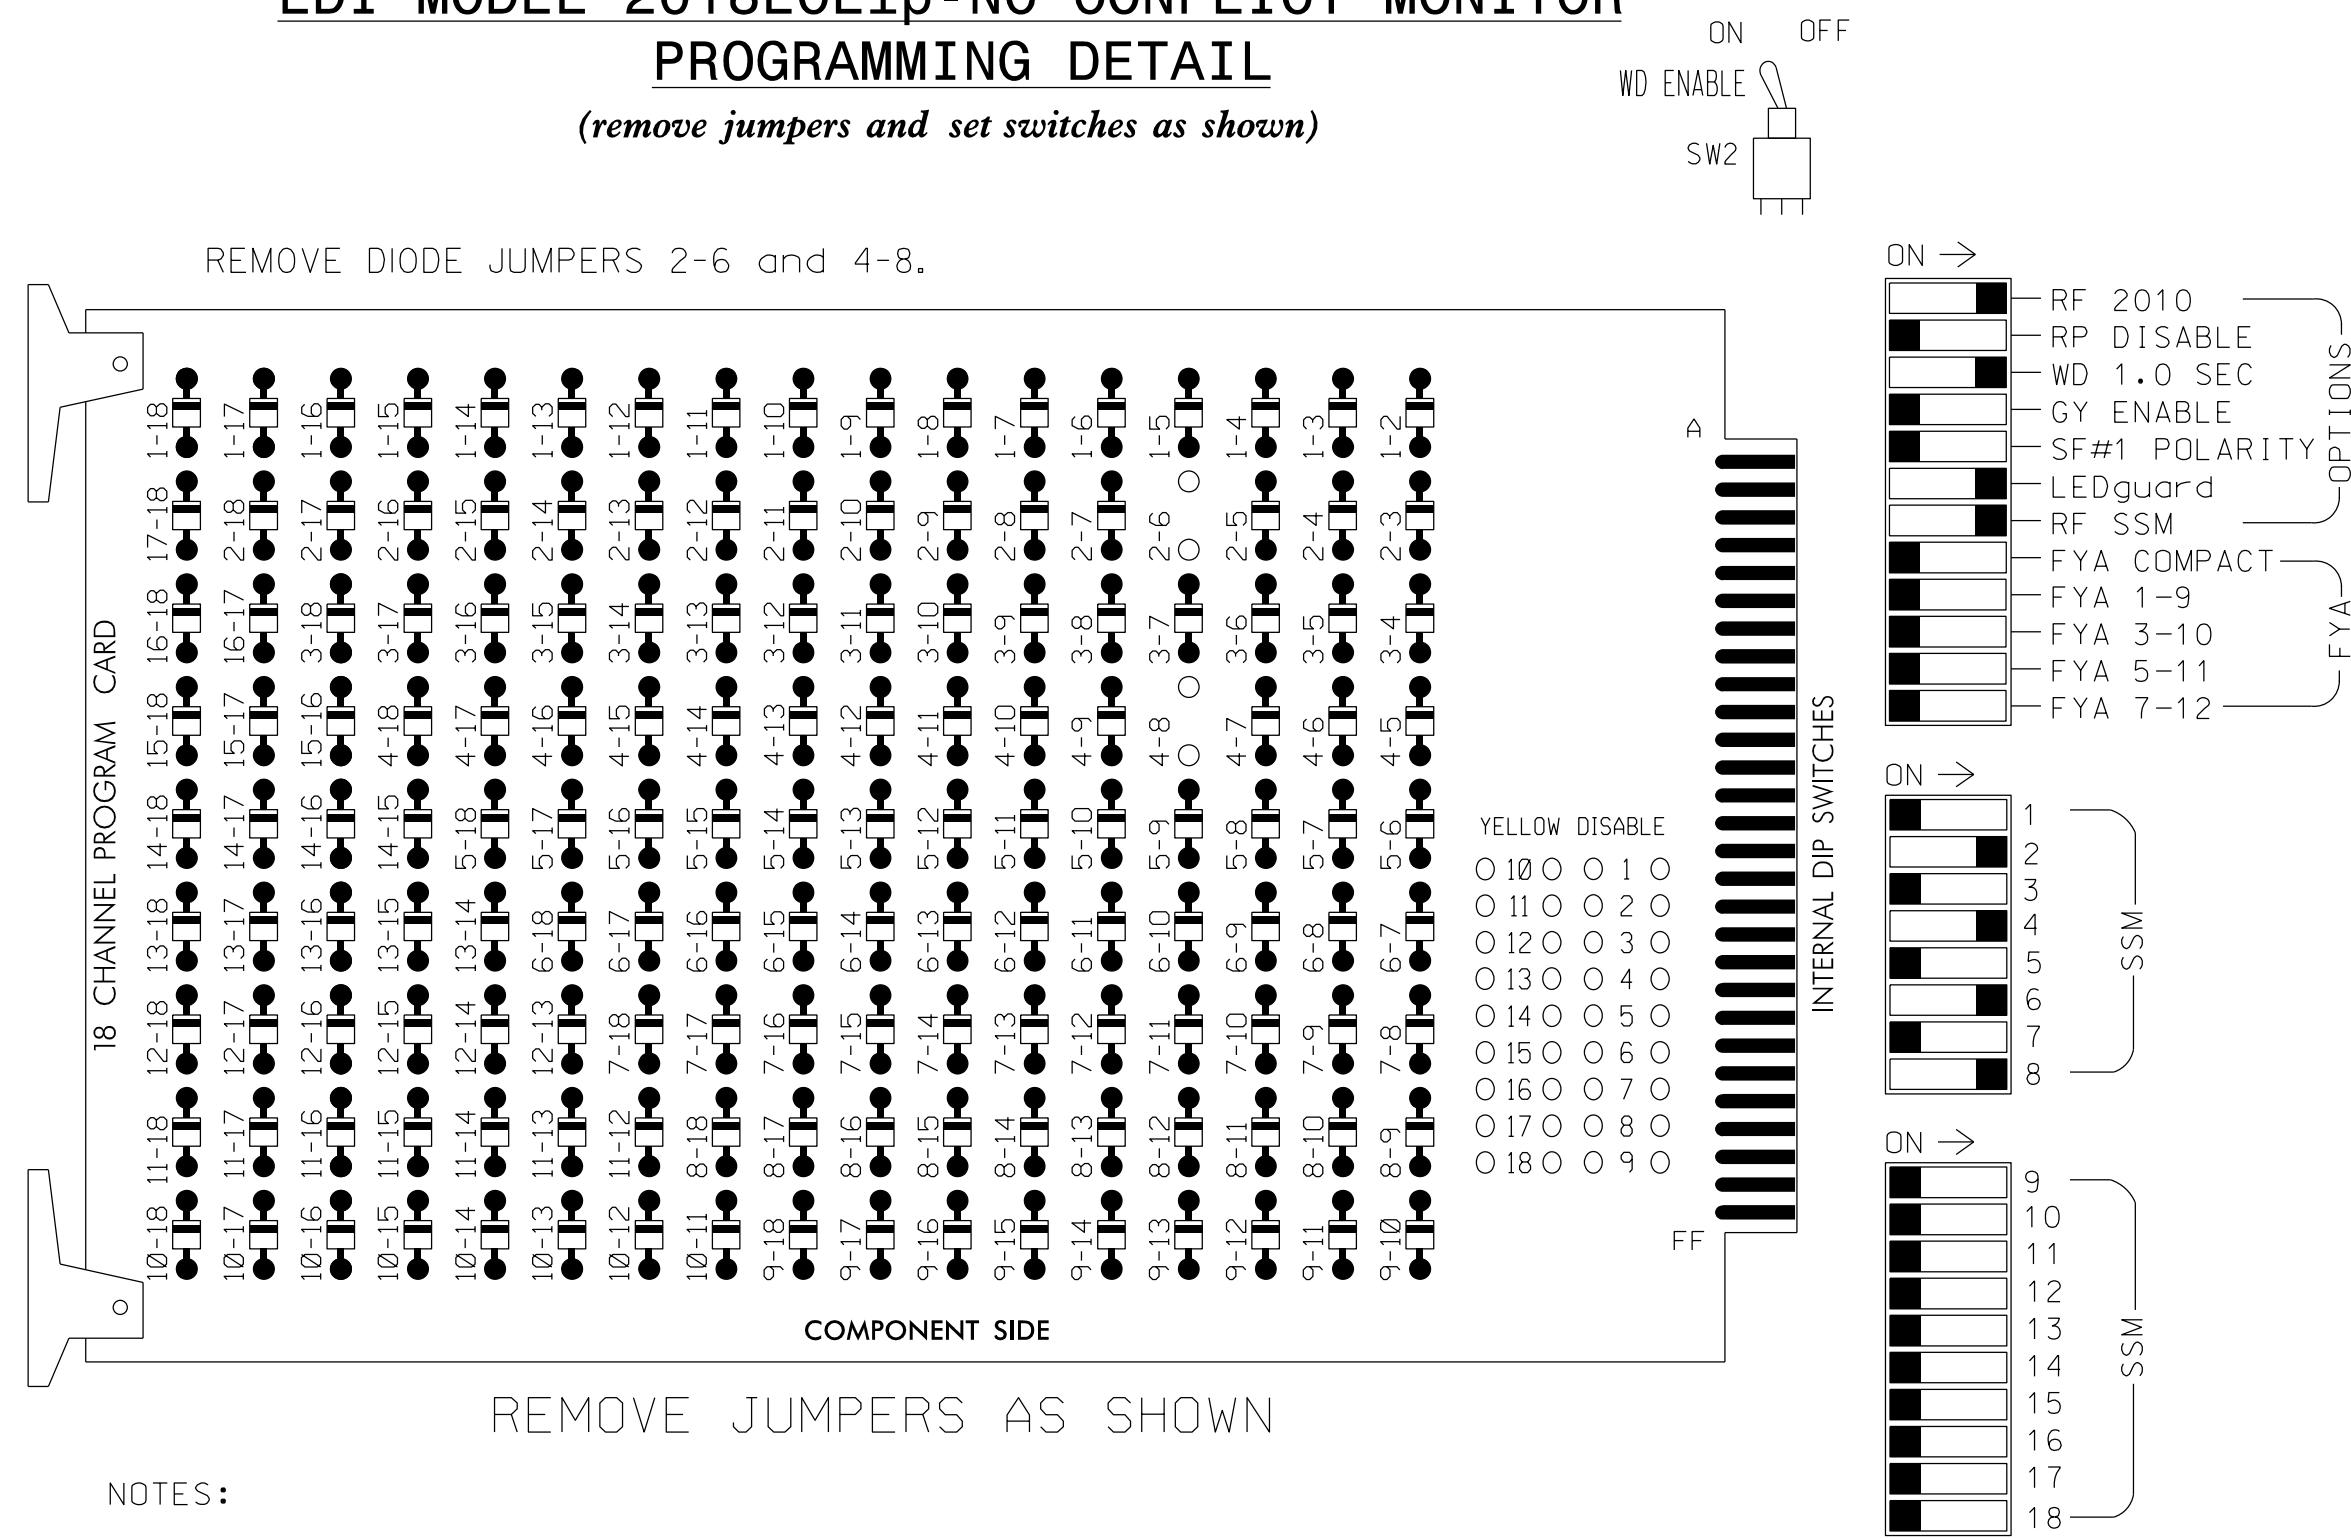 PROGRAMMING DETAIL
(remove jumpers and set switches as shown)
ON OFF
WD ENABLE
SW2
REMOVE DIODE JUMPERS 2-6 and 4-8.
18 CHANNEL PROGRAM CARD
1-18 1-17 1-16 1-15 1-14 1-13 1-12 1-11 1-10 1-9 1-8 1-7 1-6 1-5 1-4 1-3 1-2
17-18 2-18 2-17 2-16 2-15 2-14 2-13 2-12 2-11 2-10 2-9 2-8 2-7 2-6 2-5 2-4 2-3
16-18 16-17 3-18 3-17 3-16 3-15 3-14 3-13 3-12 3-11 3-10 3-9 3-8 3-7 3-6 3-5 3-4
15-18 15-17 15-16 4-18 4-17 4-16 4-15 4-14 4-13 4-12 4-11 4-10 4-9 4-8 4-7 4-6 4-5
14-18 14-17 14-16 14-15 5-18 5-17 5-16 5-15 5-14 5-13 5-12 5-11 5-10 5-9 5-8 5-7 5-6
13-18 13-17 13-16 13-15 13-14 6-18 6-17 6-16 6-15 6-14 6-13 6-12 6-11 6-10 6-9 6-8 6-7
12-18 12-17 12-16 12-15 12-14 12-13 7-18 7-17 7-16 7-15 7-14 7-13 7-12 7-11 7-10 7-9 7-8
11-18 11-17 11-16 11-15 11-14 11-13 11-12 8-18 8-17 8-16 8-15 8-14 8-13 8-12 8-11 8-10 8-9
10-18 10-17 10-16 10-15 10-14 10-13 10-12 10-11 9-18 9-17 9-16 9-15 9-14 9-13 9-12 9-11 9-10
A
YELLOW DISABLE
10 1
11 2
12 3
13 4
14 5
15 6
16 7
17 8
18 9
FF
COMPONENT SIDE
INTERNAL DIP SWITCHES
ON
RF 2010
RP DISABLE
WD 1.0 SEC
GY ENABLE
SF#1 POLARITY
LEDguard
RF SSM
OPTIONS
FYA COMPACT
FYA 1-9
FYA 3-10
FYA 5-11
FYA 7-12
FYA
ON
1
2
3
4
5
6
7
8
SSM
ON
9
10
11
12
13
14
15
16
17
18
SSM
REMOVE JUMPERS AS SHOWN
NOTES: